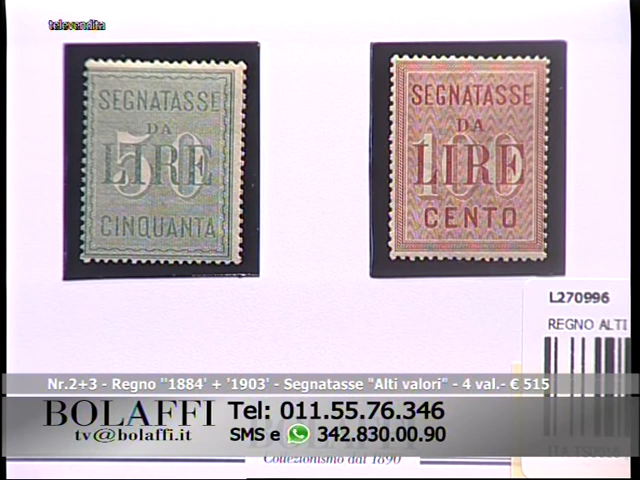 televendita
SEGNATASSE
DA
50
LIRE
CINQUANTA
SEGNATASSE
DA
100
LIRE
CENTO
L270996
REGNO ALTI
Nr.2+3 - Regno "1884' + '1903' - Segnatasse "Alti valori" - 4 val.- € 515
BOLAFFI
tv@bolaffi.it
Tel: 011.55.76.346
SMS e 342.830.00.90
Collezionismo dal 1890